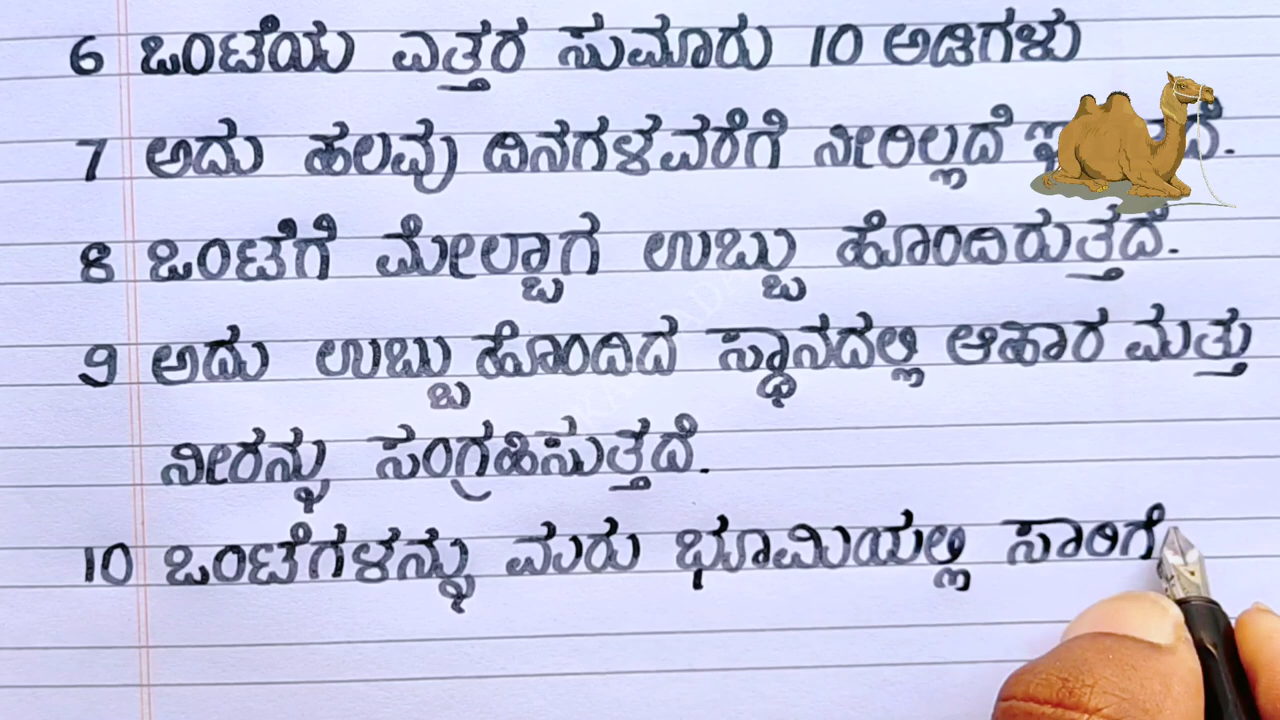 6 ಒಂಟೆಯ ಎತ್ತರ ಸುಮಾರು 10 ಅಡಿಗಳು
7 ಅದು ಹಲವು ದಿನಗಳವರೆಗೆ ನೀರಿಲ್ಲದೆ
8 ಒಂಟೆಗೆ ಮೇಲ್ಬಾಗ ಉಬ್ಬು ಹೊಂದಿರುತ್ತದೆ.
9 ಅದು ಉಬ್ಬು ಹೊಂದಿದ ಸ್ಥಾನದಲ್ಲಿ ಆಹಾರ ಮತ್ತು
ನೀರನ್ನು ಸಂಗ್ರಹಿಸುತ್ತದೆ.
10 ಒಂಟೆಗಳನ್ನು ಮರು ಭೂಮಿಯಲ್ಲಿ ಸಾರಿಗೆ